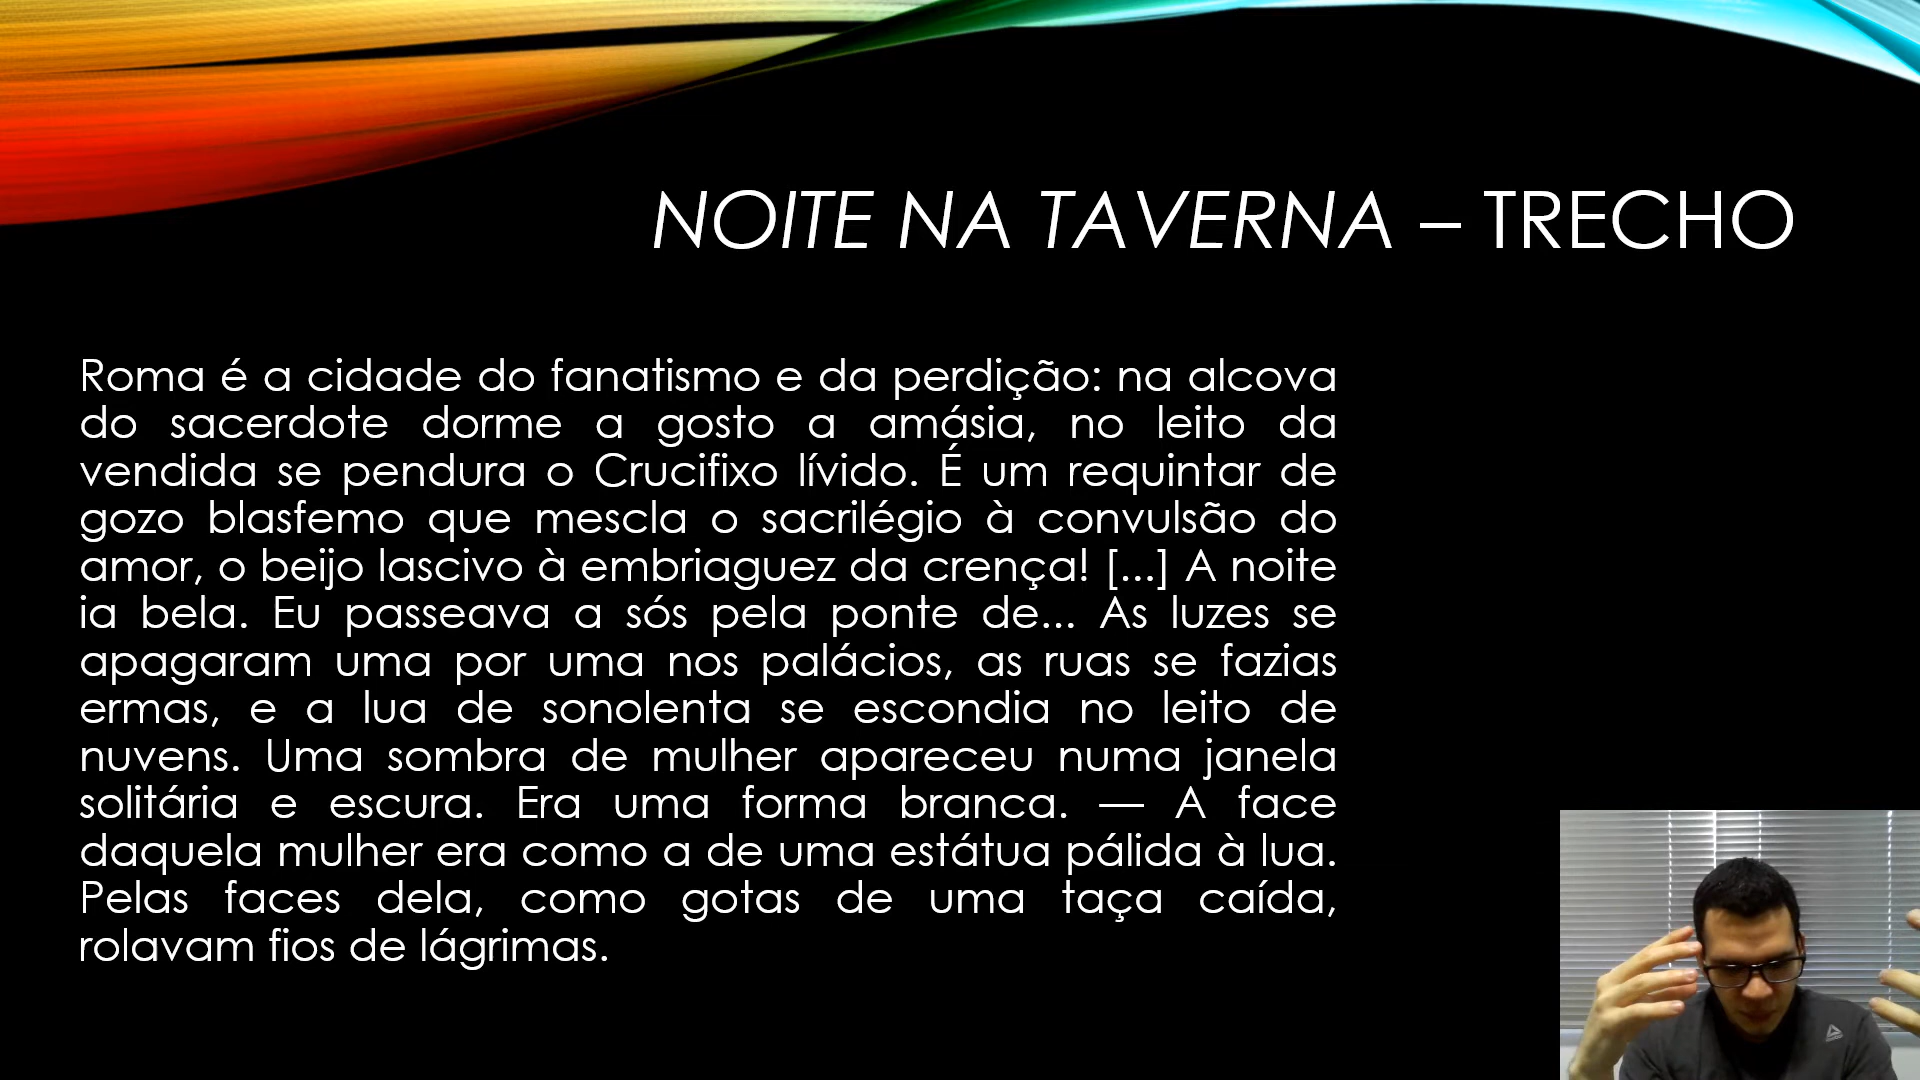 NOITE NA TAVERNA – TRECHO
Roma é a cidade do fanatismo e da perdição: na alcova
do sacerdote dorme a gosto a amásia, no leito da
vendida se pendura o Crucifixo lívido. É um requintar de
gozo blasfemo que mescla o sacrilégio à convulsão do
amor, o beijo lascivo à embriaguez da crença! [...] A noite
ia bela. Eu passeava a sós pela ponte de... As luzes se
apagaram uma por uma nos palácios, as ruas se fazias
ermas, e a lua de sonolenta se escondia no leito de
nuvens. Uma sombra de mulher apareceu numa janela
solitária e escura. Era uma forma branca. — A face
daquela mulher era como a de uma estátua pálida à lua.
Pelas faces dela, como gotas de uma taça caída,
rolavam fios de lágrimas.